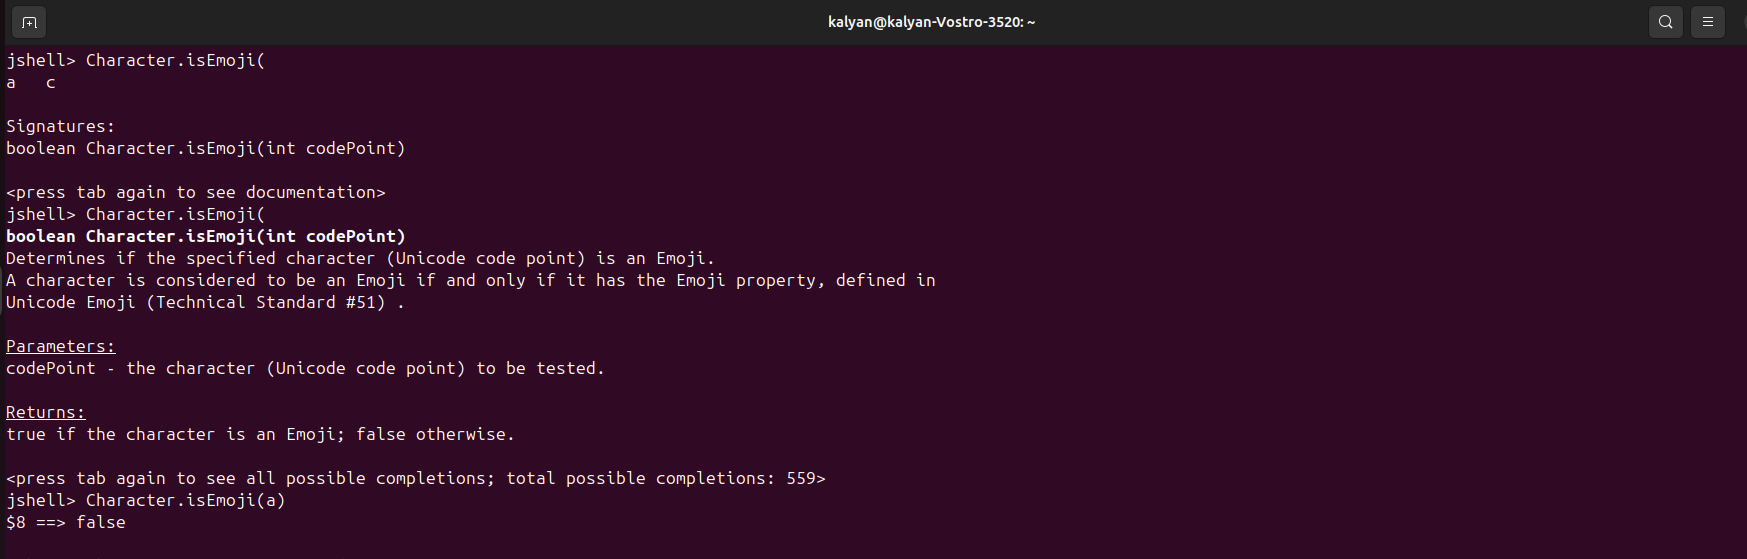 kalyan@kalyan-Vostro-3520: ~
jshell> Character.isEmoji(
a   c
Signatures:
boolean Character.isEmoji(int codePoint)
<press tab again to see documentation>
jshell> Character.isEmoji(
boolean Character.isEmoji(int codePoint)
Determines if the specified character (Unicode code point) is an Emoji.
A character is considered to be an Emoji if and only if it has the Emoji property, defined in
Unicode Emoji (Technical Standard #51) .
Parameters:
codePoint - the character (Unicode code point) to be tested.
Returns:
true if the character is an Emoji; false otherwise.
<press tab again to see all possible completions; total possible completions: 559>
jshell> Character.isEmoji(a)
$8 ==> false